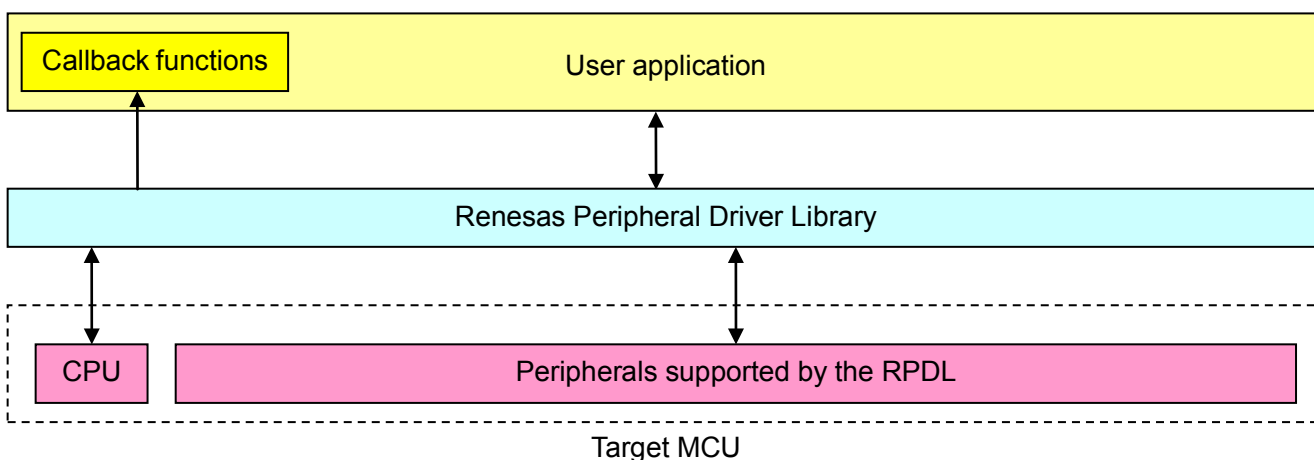 Callback functions
User application
Renesas Peripheral Driver Library
CPU
Peripherals supported by the RPDL
Target MCU